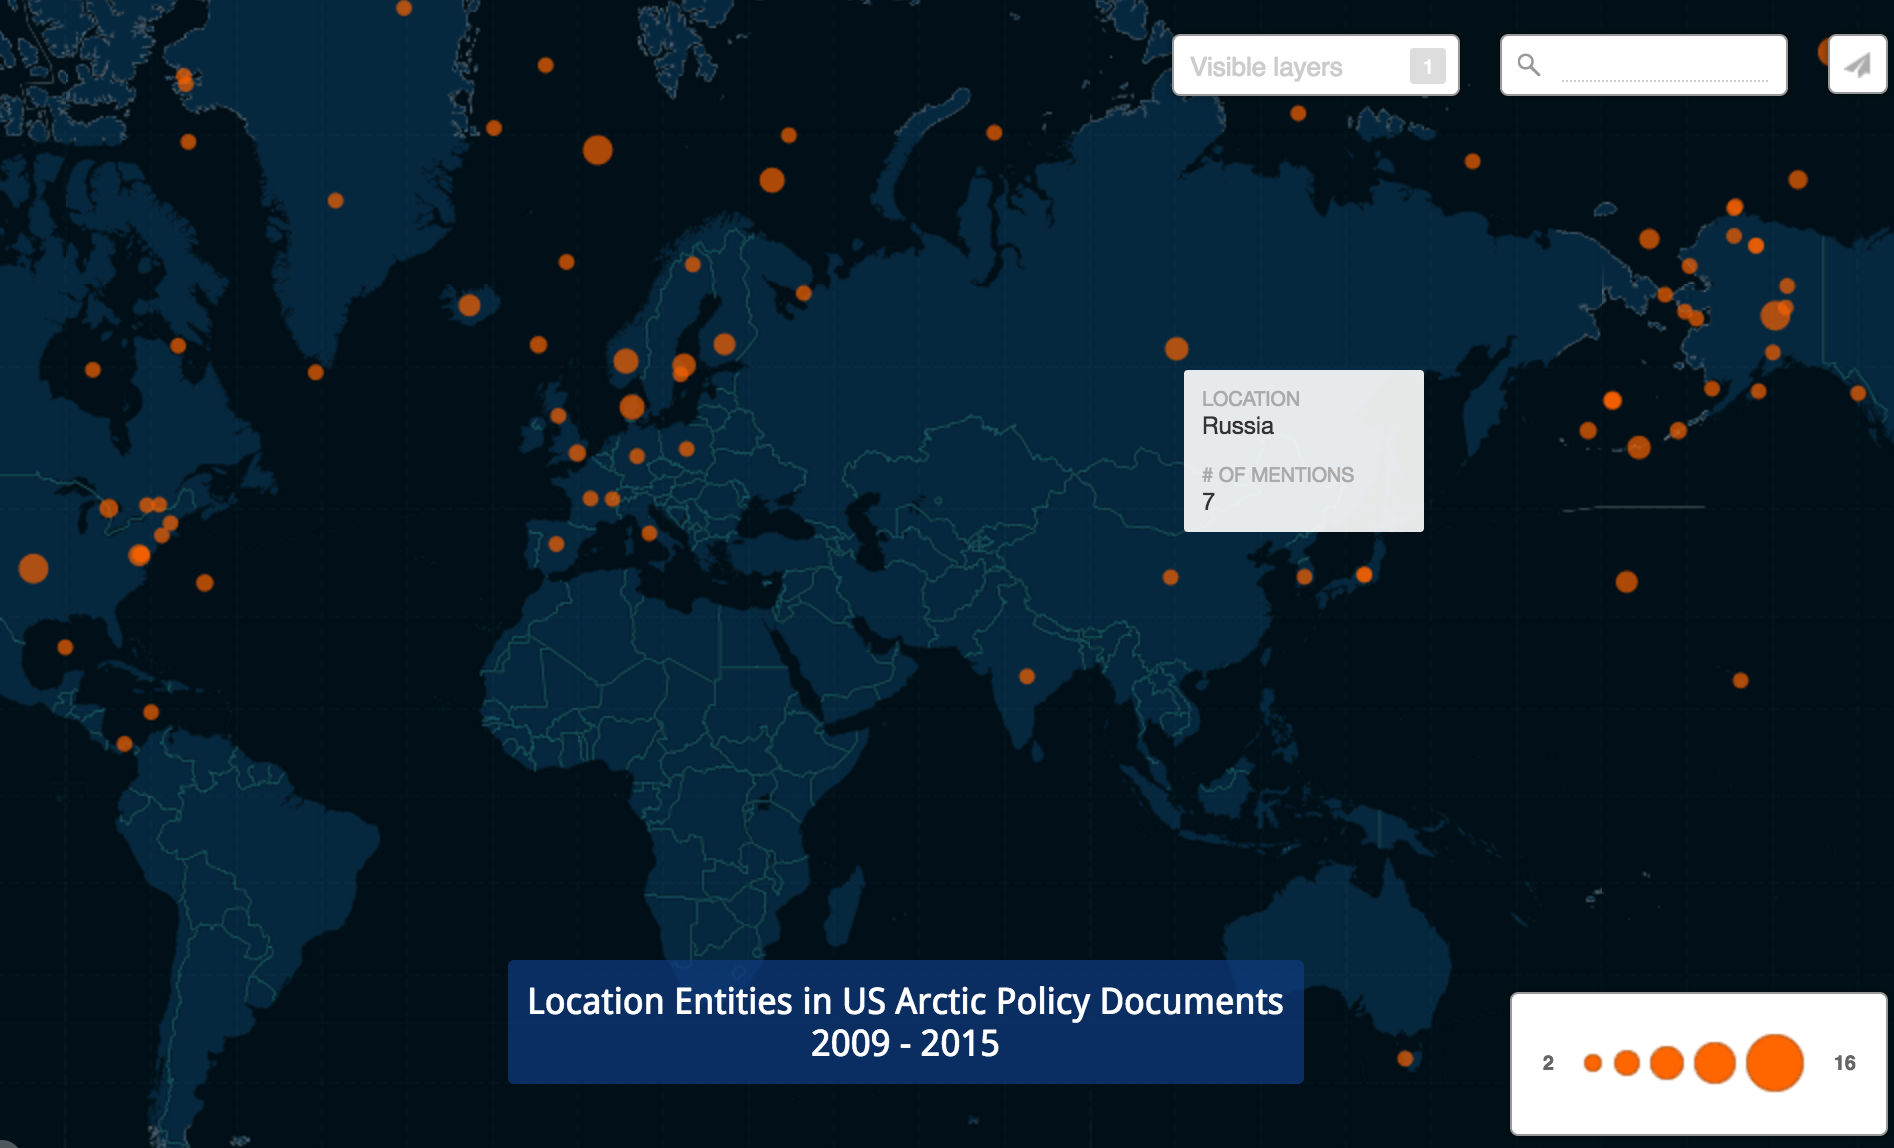 Visible layers 1
LOCATION
Russia
# OF MENTIONS
7
Location Entities in US Arctic Policy Documents
2009 - 2015
2 16